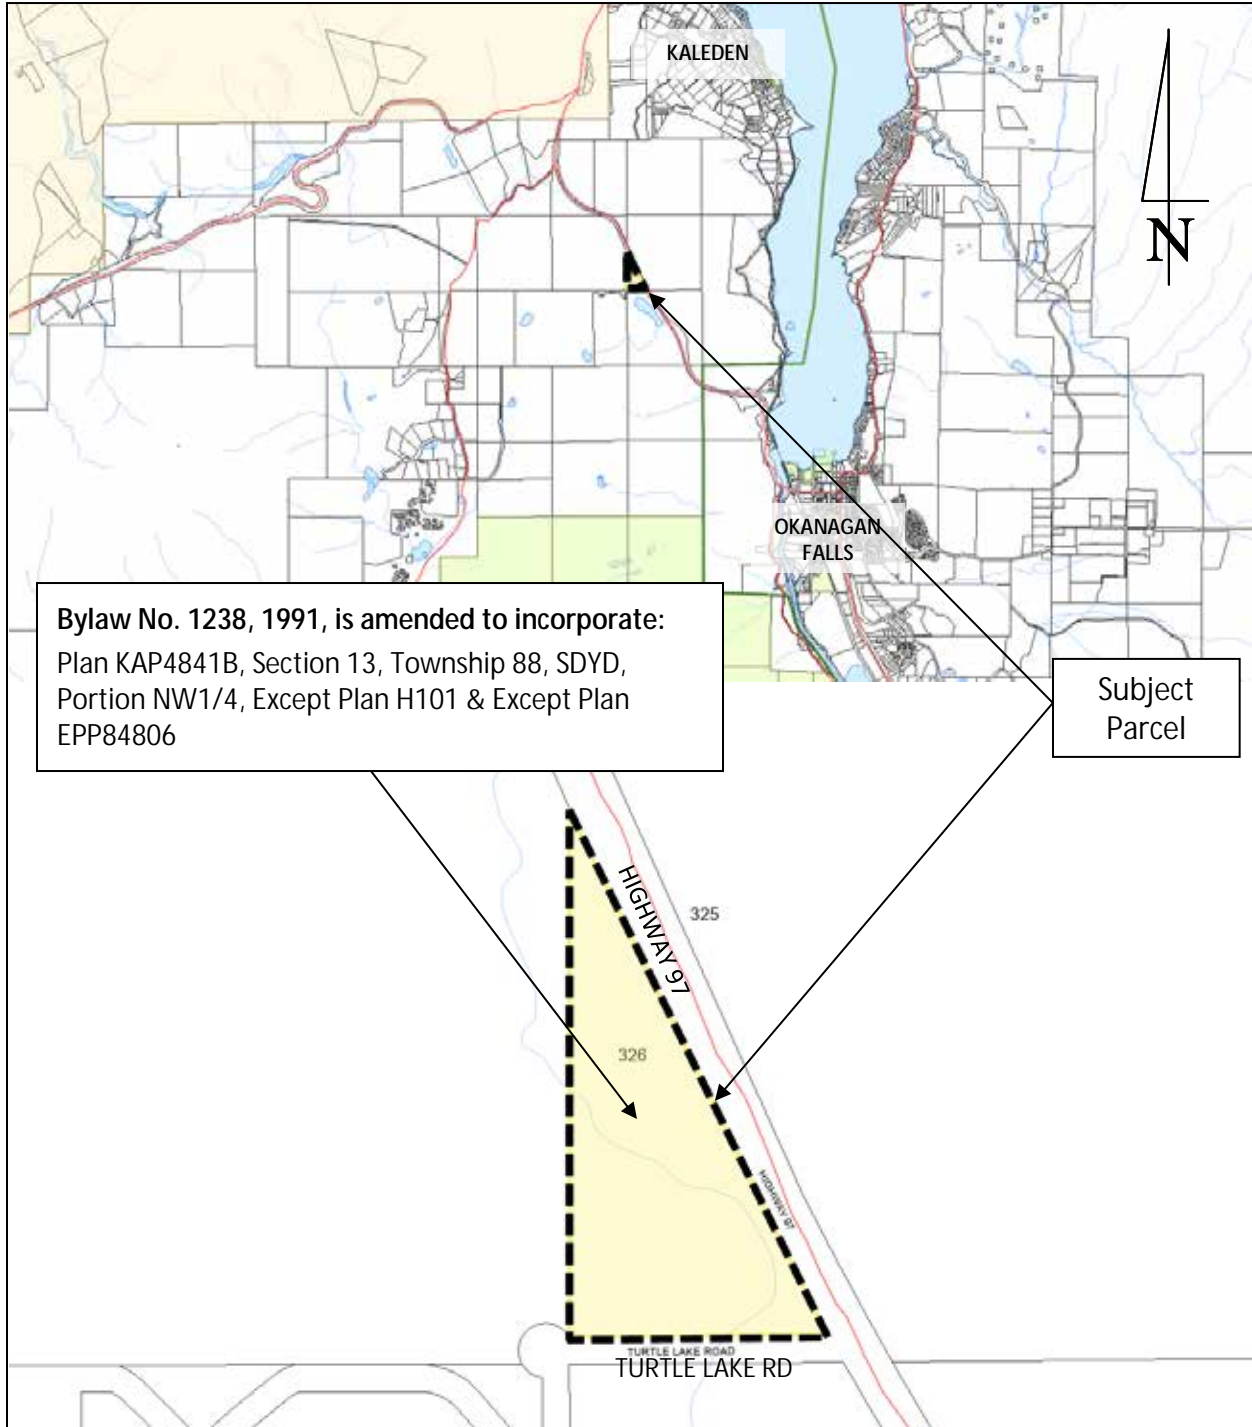 KALEDEN
N
OKANAGAN
FALLS
Bylaw No. 1238, 1991, is amended to incorporate:
Plan KAP4841B, Section 13, Township 88, SDYD,
Portion NW1/4, Except Plan H101 & Except Plan
EPP84806
Subject
Parcel
HIGHWAY 97
325
326
HIGHWAY 97
TURTLE LAKE ROAD
TURTLE LAKE RD